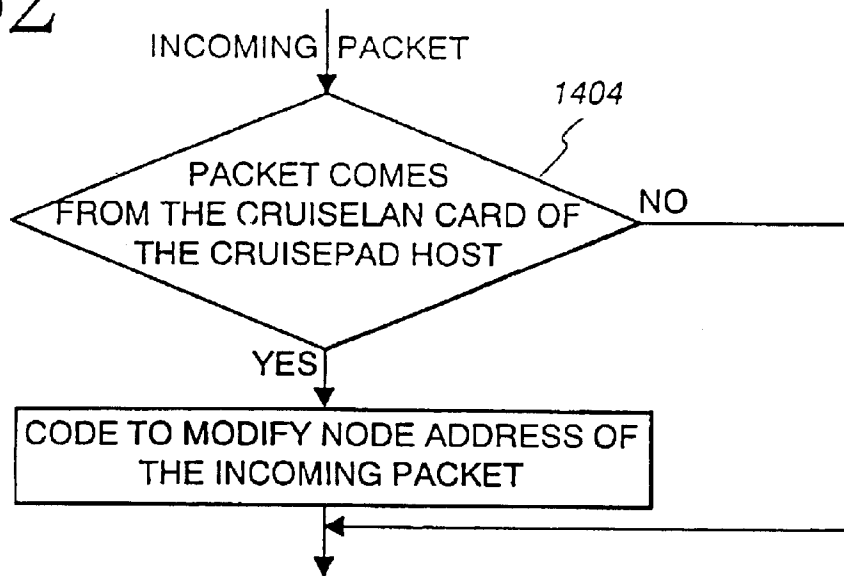 INCOMING PACKET
1404
PACKET COMES
FROM THE CRUISELAN CARD OF
THE CRUISEPAD HOST
NO
YES
CODE TO MODIFY NODE ADDRESS OF
THE INCOMING PACKET